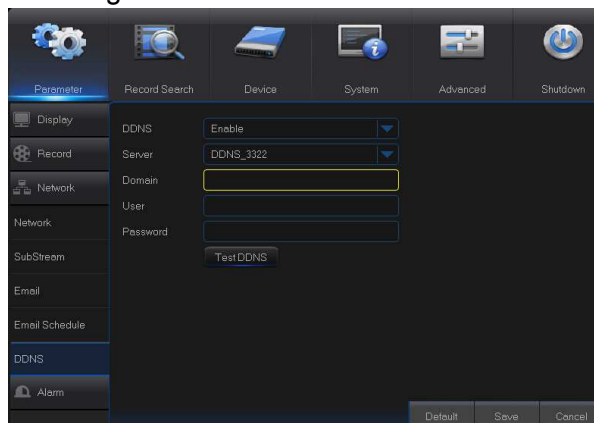 Parameter
Record Search
Device
System
Advanced
Shutdown
Display
Record
Network
Network
SubStream
Email
Email Schedule
DDNS
Alarm
DDNS
Enable
Server
DDNS_3322
Domain
User
Password
Test DDNS
Default
Save
Cancel